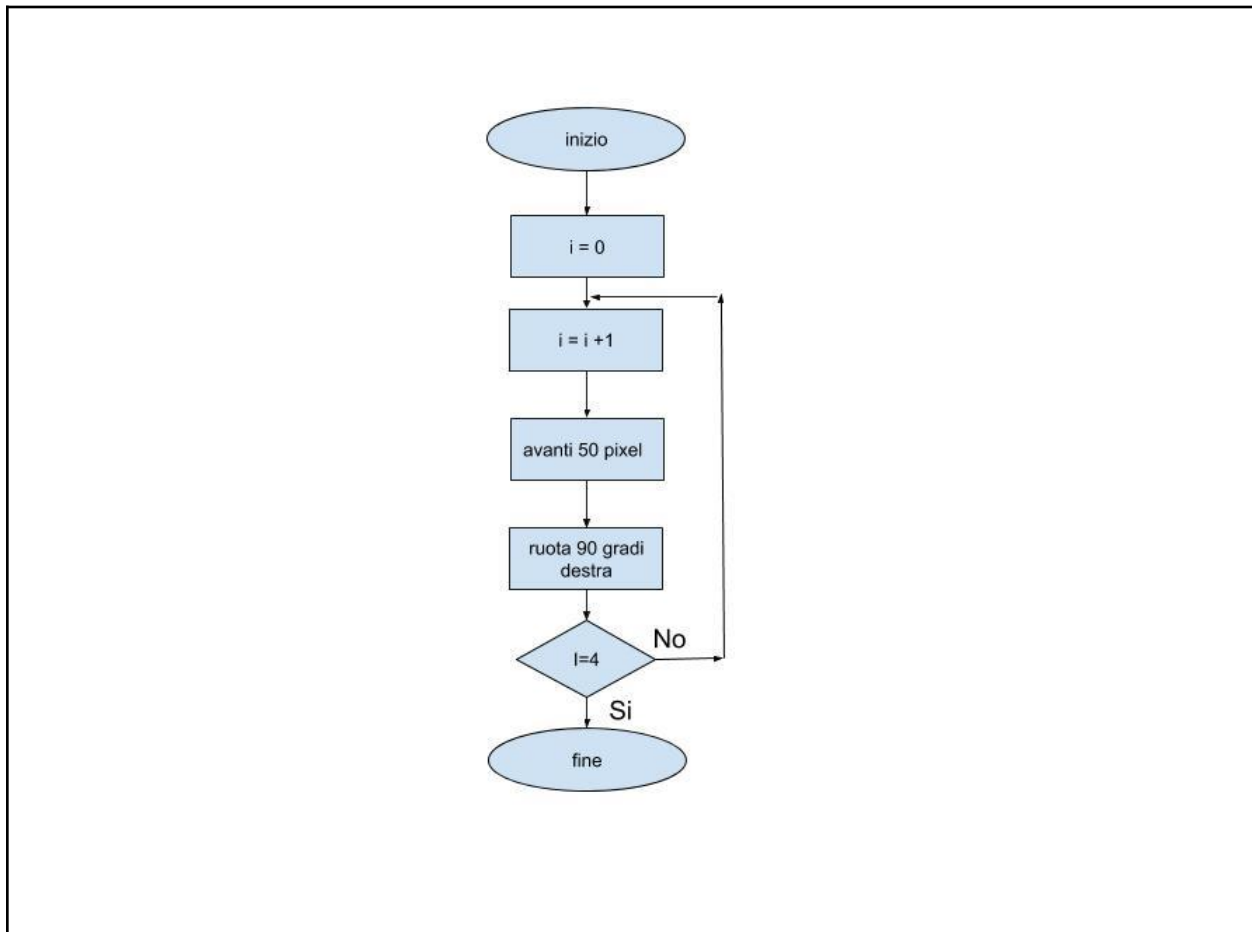 inizio
i = 0
i = i +1
avanti 50 pixel
ruota 90 gradi
destra
I=4
No
Si
fine